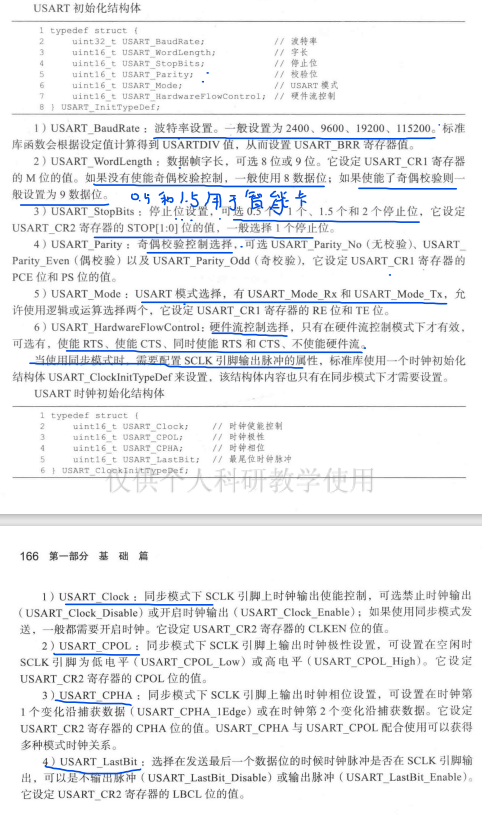 USART 初始化结构体
1 typedef struct {
2 uint32_t USART_BaudRate; // 波特率
3 uint16_t USART_WordLength; // 字长
4 uint16_t USART_StopBits; // 停止位
5 uint16_t USART_Parity; // 校验位
6 uint16_t USART_Mode; // USART 模式
7 uint16_t USART_HardwareFlowControl; // 硬件流控制
8 } USART_InitTypeDef;
1）USART_BaudRate：波特率设置。一般设置为 2400、9600、19200、115200。标准
库函数会根据设定值计算得到 USARTDIV 值，从而设置 USART_BRR 寄存器值。
2）USART_WordLength：数据帧字长，可选 8 位或 9 位。它设定 USART_CR1 寄存器
的 M 位的值。如果没有使能奇偶校验控制，一般使用 8 数据位；如果使能了奇偶校验则一
般设置为 9 数据位。
0.5 和 1.5 用于智能卡
3）USART_StopBits：停止位设置，可选 0.5 个、1 个、1.5 个和 2 个停止位，它设定
USART_CR2 寄存器的 STOP[1:0] 位的值，一般选择 1 个停止位。
4）USART_Parity：奇偶校验控制选择，可选 USART_Parity_No（无校验）、USART_
Parity_Even（偶校验）以及 USART_Parity_Odd（奇校验），它设定 USART_CR1 寄存器的
PCE 位和 PS 位的值。
5）USART_Mode：USART 模式选择，有 USART_Mode_Rx 和 USART_Mode_Tx，允
许使用逻辑或运算选择两个，它设定 USART_CR1 寄存器的 RE 位和 TE 位。
6）USART_HardwareFlowControl：硬件流控制选择，只有在硬件流控制模式下才有效，
可选有，使能 RTS、使能 CTS、同时使能 RTS 和 CTS、不使能硬件流。
当使用同步模式时，需要配置 SCLK 引脚输出脉冲的属性，标准库使用一个时钟初始化
结构体 USART_ClockInitTypeDef 来设置，该结构体内容也只有在同步模式下才需要设置。
USART 时钟初始化结构体
1 typedef struct {
2 uint16_t USART_Clock; // 时钟使能控制
3 uint16_t USART_CPOL; // 时钟极性
4 uint16_t USART_CPHA; // 时钟相位
5 uint16_t USART_LastBit; // 最尾位时钟脉冲
6 } USART_ClockInitTypeDef;
仅供个人科研教学使用
166 第一部分 基 础 篇
1）USART_Clock：同步模式下 SCLK 引脚上时钟输出使能控制，可选禁止时钟输出
（USART_Clock_Disable）或开启时钟输出（USART_Clock_Enable）；如果使用同步模式发
送，一般都需要开启时钟。它设定 USART_CR2 寄存器的 CLKEN 位的值。
2）USART_CPOL：同步模式下 SCLK 引脚上输出时钟极性设置，可设置在空闲时
SCLK 引脚为低电平（USART_CPOL_Low）或高电平（USART_CPOL_High）。它设定
USART_CR2 寄存器的 CPOL 位的值。
3）USART_CPHA：同步模式下 SCLK 引脚上输出时钟相位设置，可设置在时钟第
1 个变化沿捕获数据（USART_CPHA_1Edge）或在时钟第 2 个变化沿捕获数据。它设定
USART_CR2 寄存器的 CPHA 位的值。USART_CPHA 与 USART_CPOL 配合使用可以获得
多种模式时钟关系。
4）USART_LastBit：选择在发送最后一个数据位的时候时钟脉冲是否在 SCLK 引脚输
出，可以是不输出脉冲（USART_LastBit_Disable）或输出脉冲（USART_LastBit_Enable）。
它设定 USART_CR2 寄存器的 LBCL 位的值。